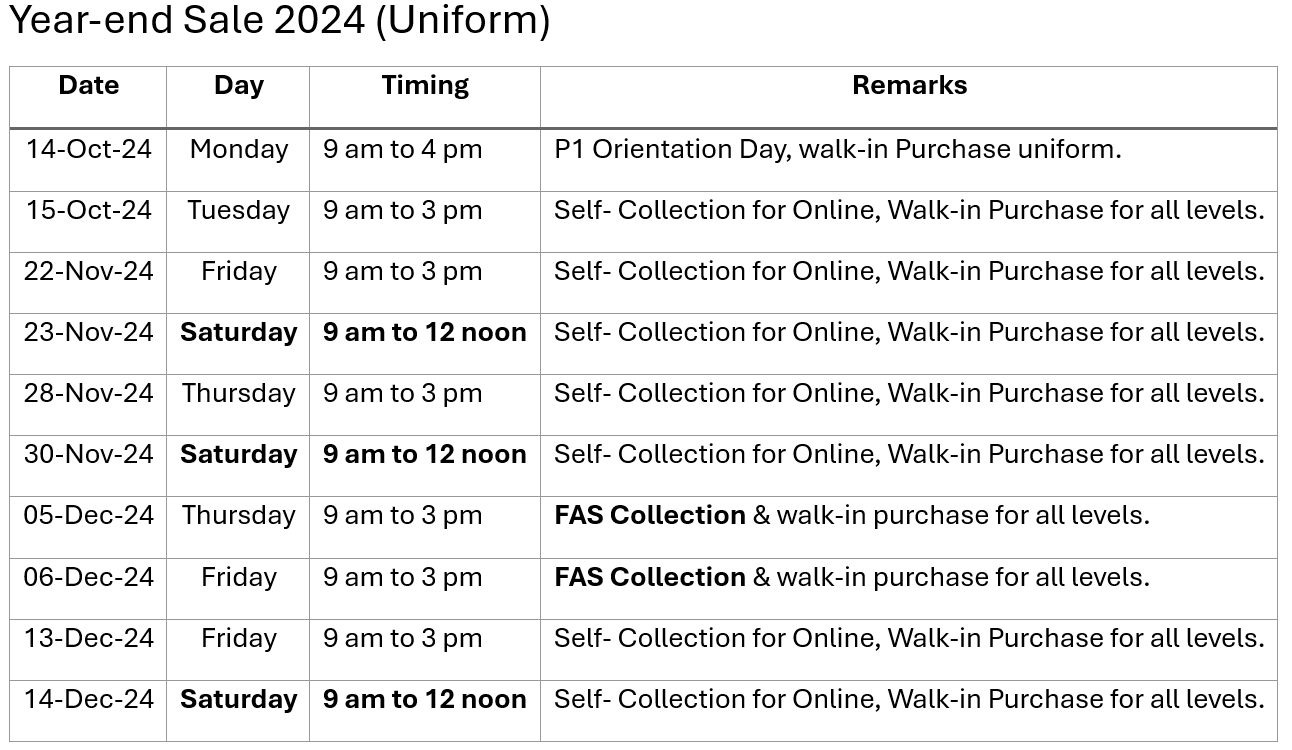 Year-end Sale 2024 (Uniform)
Date Day Timing Remarks
14-Oct-24 Monday 9 am to 4 pm P1 Orientation Day, walk-in Purchase uniform.
15-Oct-24 Tuesday 9 am to 3 pm Self- Collection for Online, Walk-in Purchase for all levels.
22-Nov-24 Friday 9 am to 3 pm Self- Collection for Online, Walk-in Purchase for all levels.
23-Nov-24 Saturday 9 am to 12 noon Self- Collection for Online, Walk-in Purchase for all levels.
28-Nov-24 Thursday 9 am to 3 pm Self- Collection for Online, Walk-in Purchase for all levels.
30-Nov-24 Saturday 9 am to 12 noon Self- Collection for Online, Walk-in Purchase for all levels.
05-Dec-24 Thursday 9 am to 3 pm FAS Collection & walk-in purchase for all levels.
06-Dec-24 Friday 9 am to 3 pm FAS Collection & walk-in purchase for all levels.
13-Dec-24 Friday 9 am to 3 pm Self- Collection for Online, Walk-in Purchase for all levels.
14-Dec-24 Saturday 9 am to 12 noon Self- Collection for Online, Walk-in Purchase for all levels.